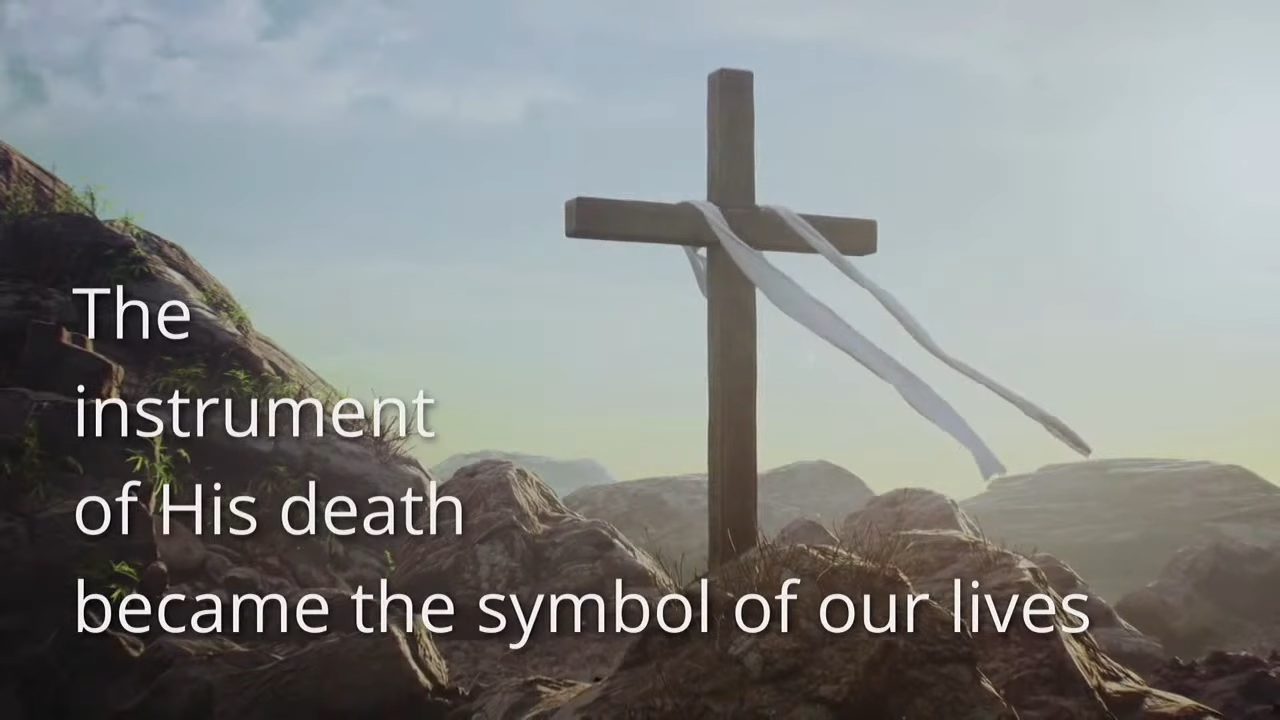 The
instrument
of His death
became the symbol of our lives